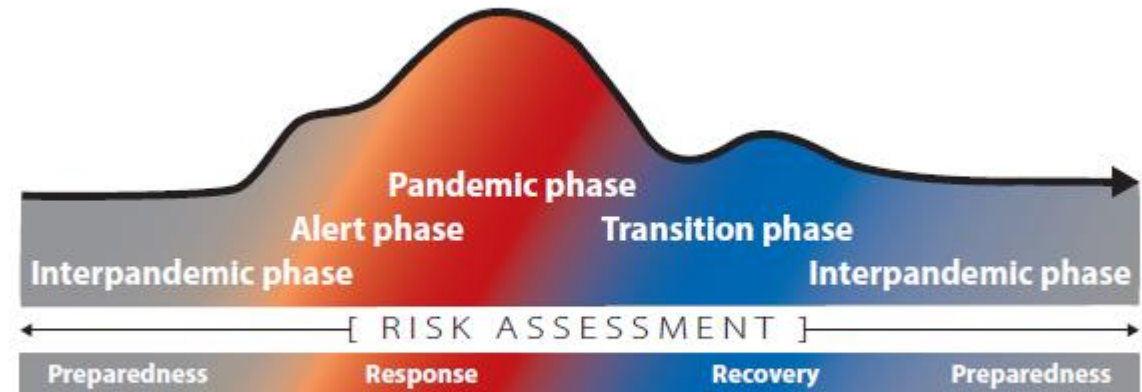 Pandemic phase
Alert phase
Transition phase
Interpandemic phase
Interpandemic phase
[ RISK ASSESSMENT ]
Preparedness
Response
Recovery
Preparedness